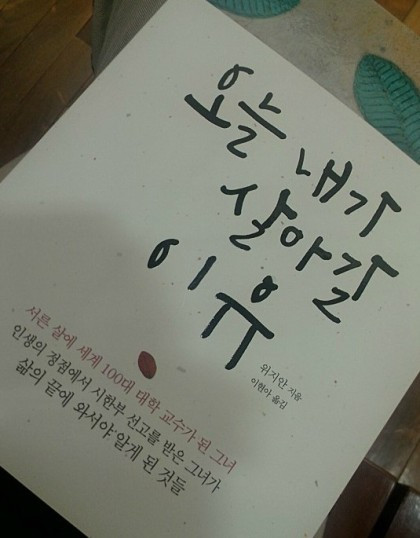 오늘 내가
살아갈
이유
위지안 지음
이현아 옮김
서른 살에 세계 100대 대학 교수가 된 그녀
인생의 정점에서 시한부 선고를 받은 그녀가
삶의 끝에 와서야 알게 된 것들